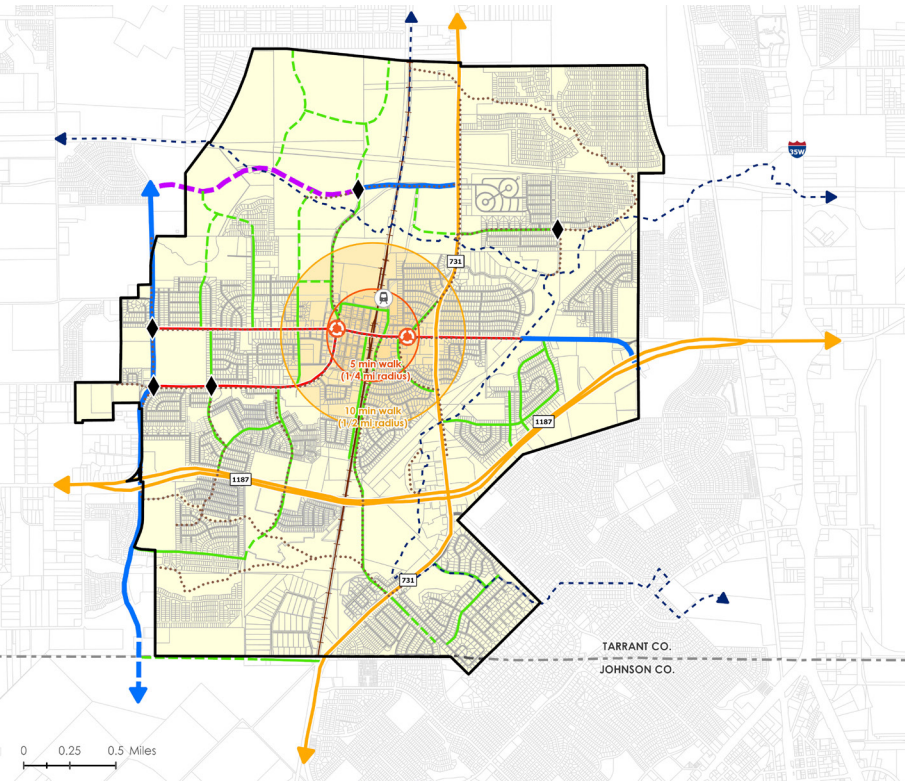 35W
731
5 min walk
(1/4 mi radius)
10 min walk
(1/2 mi radius)
1187
1187
731
TARRANT CO.
JOHNSON CO.
0 0.25 0.5 Miles